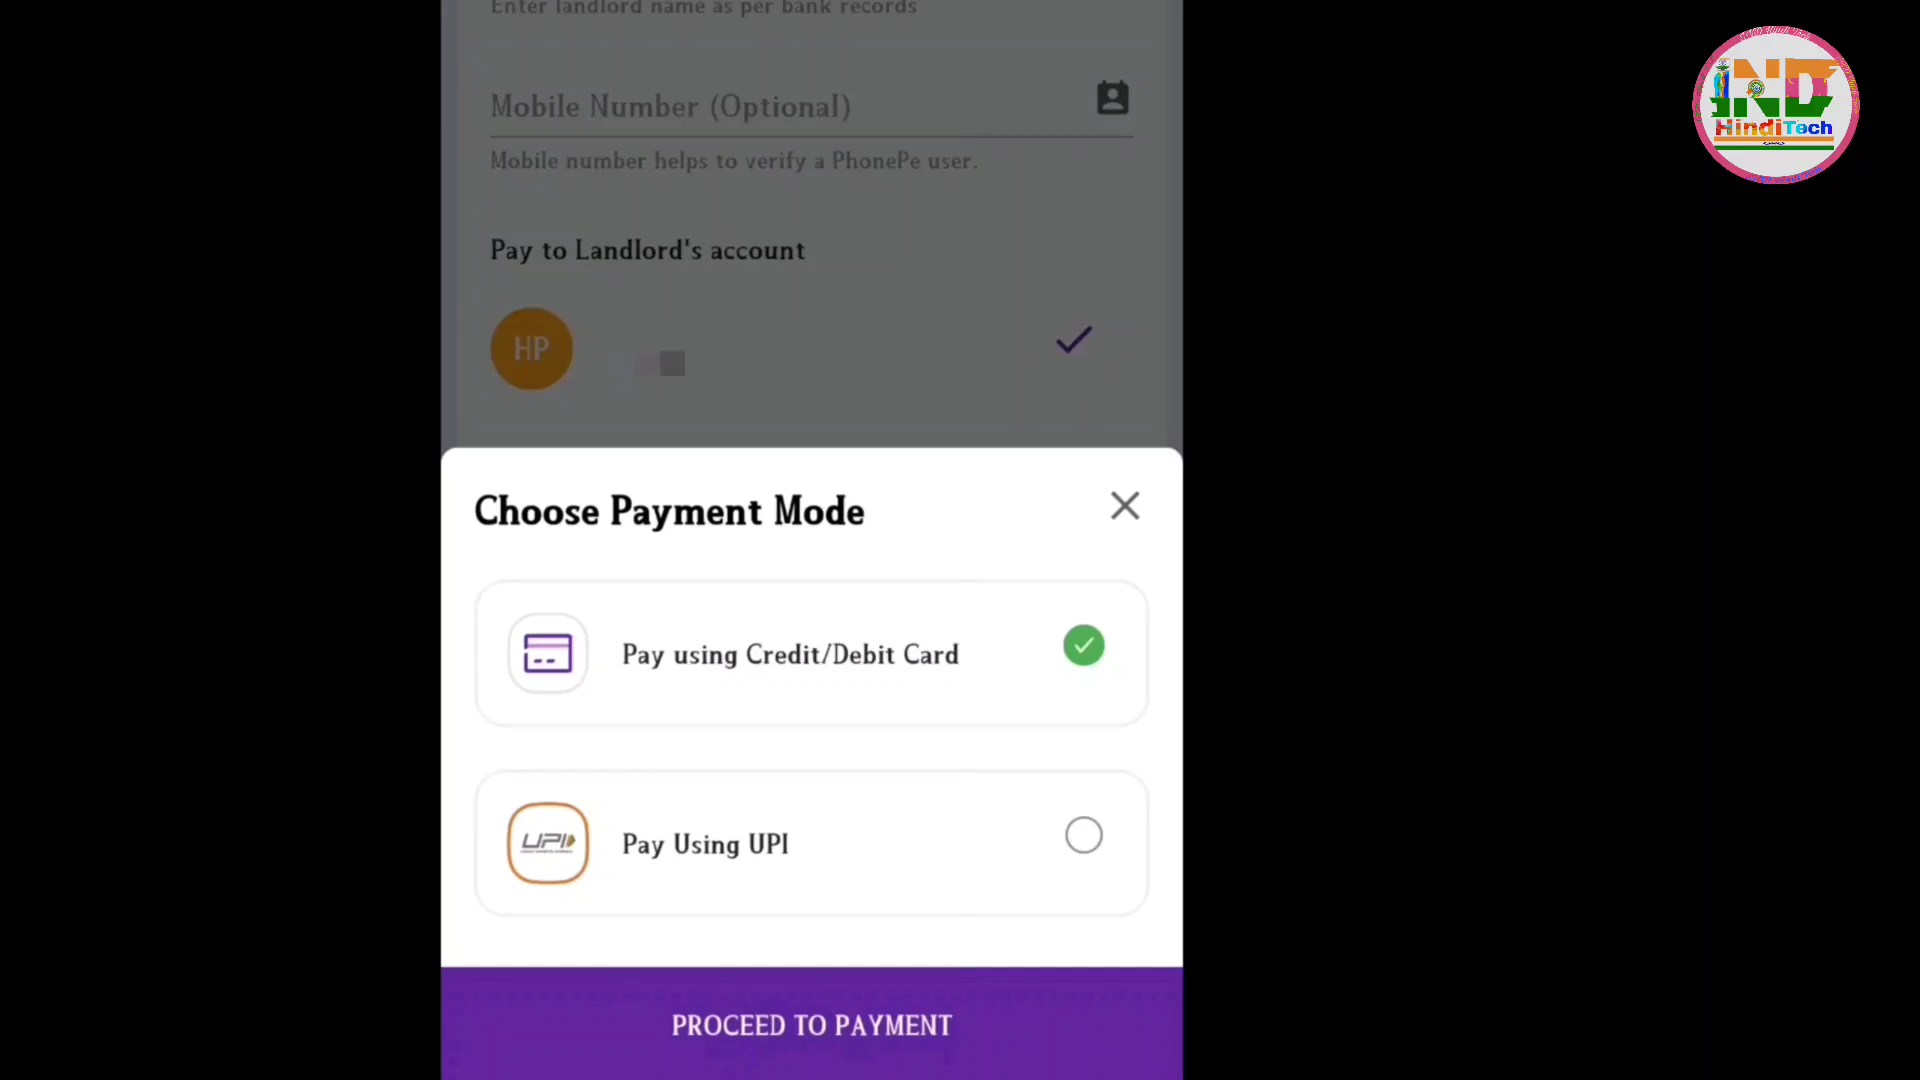 Enter landlord name as per bank records
Mobile Number (Optional)
Mobile number helps to verify a PhonePe user.
Pay to Landlord's account
HP
Choose Payment Mode
Pay using Credit/Debit Card
UPI
Pay Using UPI
PROCEED TO PAYMENT
IND
HindiTech